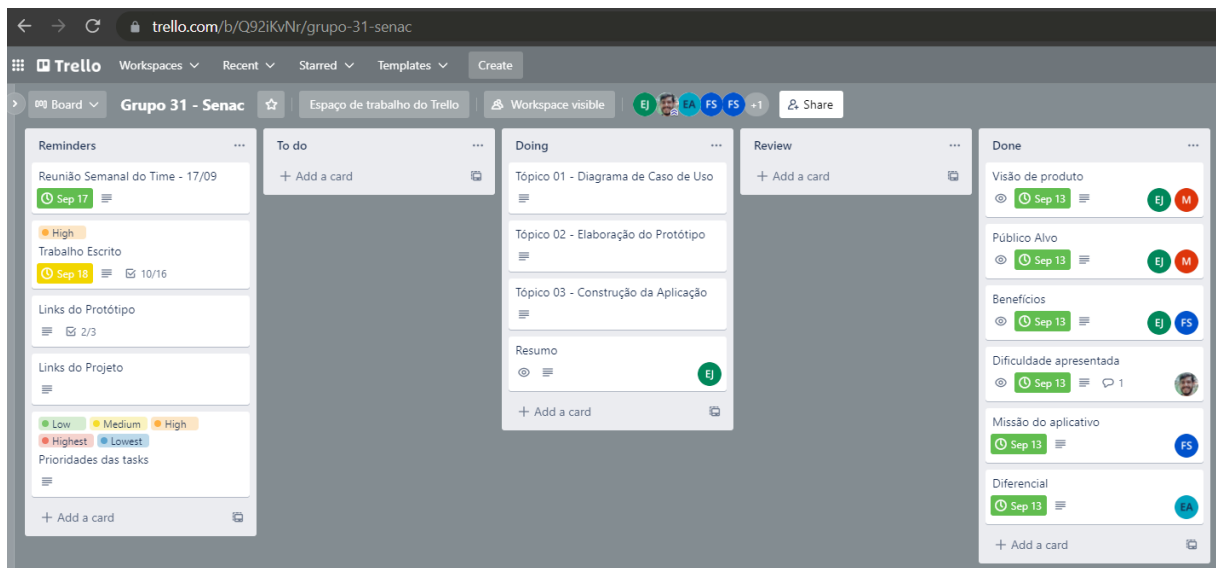 trello.com/b/Q92iKvNr/grupo-31-senac
Trello Workspaces Recent Starred Templates Create
Board Grupo 31 - Senac Espaço de trabalho do Trello Workspace visible EJ EA FS FS +1 Share
Reminders
Reunião Semanal do Time - 17/09
Sep 17
High
Trabalho Escrito
Sep 18 10/16
Links do Protótipo
2/3
Links do Projeto
Low Medium High
Highest Lowest
Prioridades das tasks
+ Add a card
To do
+ Add a card
Doing
Tópico 01 - Diagrama de Caso de Uso
Tópico 02 - Elaboração do Protótipo
Tópico 03 - Construção da Aplicação
Resumo
EJ
+ Add a card
Review
+ Add a card
Done
Visão de produto
Sep 13 EJ M
Público Alvo
Sep 13 EJ M
Benefícios
Sep 13 EJ FS
Dificuldade apresentada
Sep 13 1
Missão do aplicativo
Sep 13 FS
Diferencial
Sep 13 EA
+ Add a card